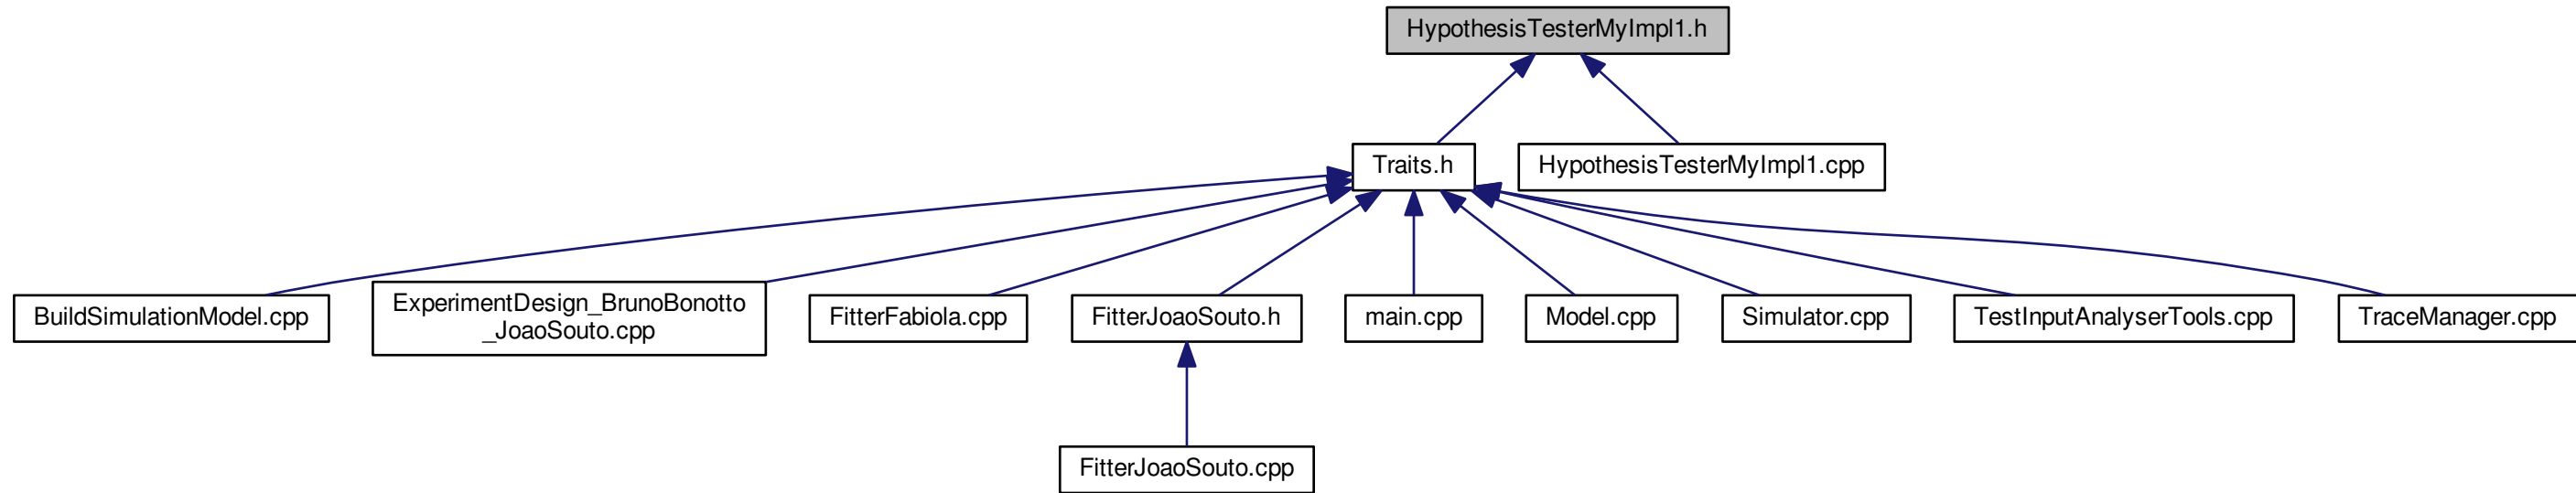 HypothesisTesterMyImpl1.h
Traits.h
HypothesisTesterMyImpl1.cpp
BuildSimulationModel.cpp
ExperimentDesign_BrunoBonotto
_JoaoSouto.cpp
FitterFabiola.cpp
FitterJoaoSouto.h
main.cpp
Model.cpp
Simulator.cpp
TestInputAnalyserTools.cpp
TraceManager.cpp
FitterJoaoSouto.cpp